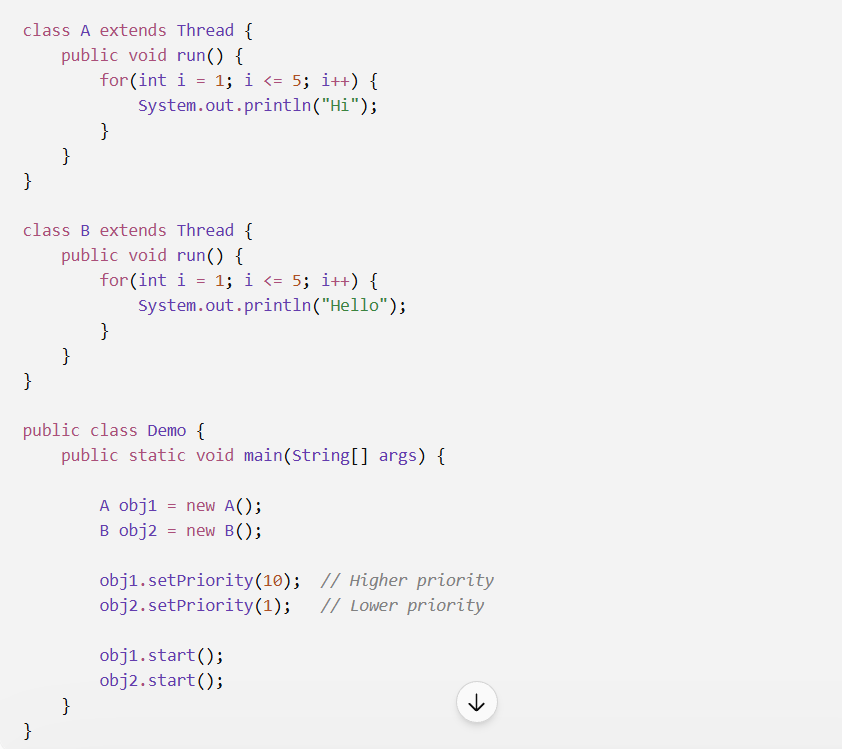 class A extends Thread {
    public void run() {
        for(int i = 1; i <= 5; i++) {
            System.out.println("Hi");
        }
    }
}

class B extends Thread {
    public void run() {
        for(int i = 1; i <= 5; i++) {
            System.out.println("Hello");
        }
    }
}

public class Demo {
    public static void main(String[] args) {

        A obj1 = new A();
        B obj2 = new B();

        obj1.setPriority(10);  // Higher priority
        obj2.setPriority(1);   // Lower priority

        obj1.start();
        obj2.start();
    }
}